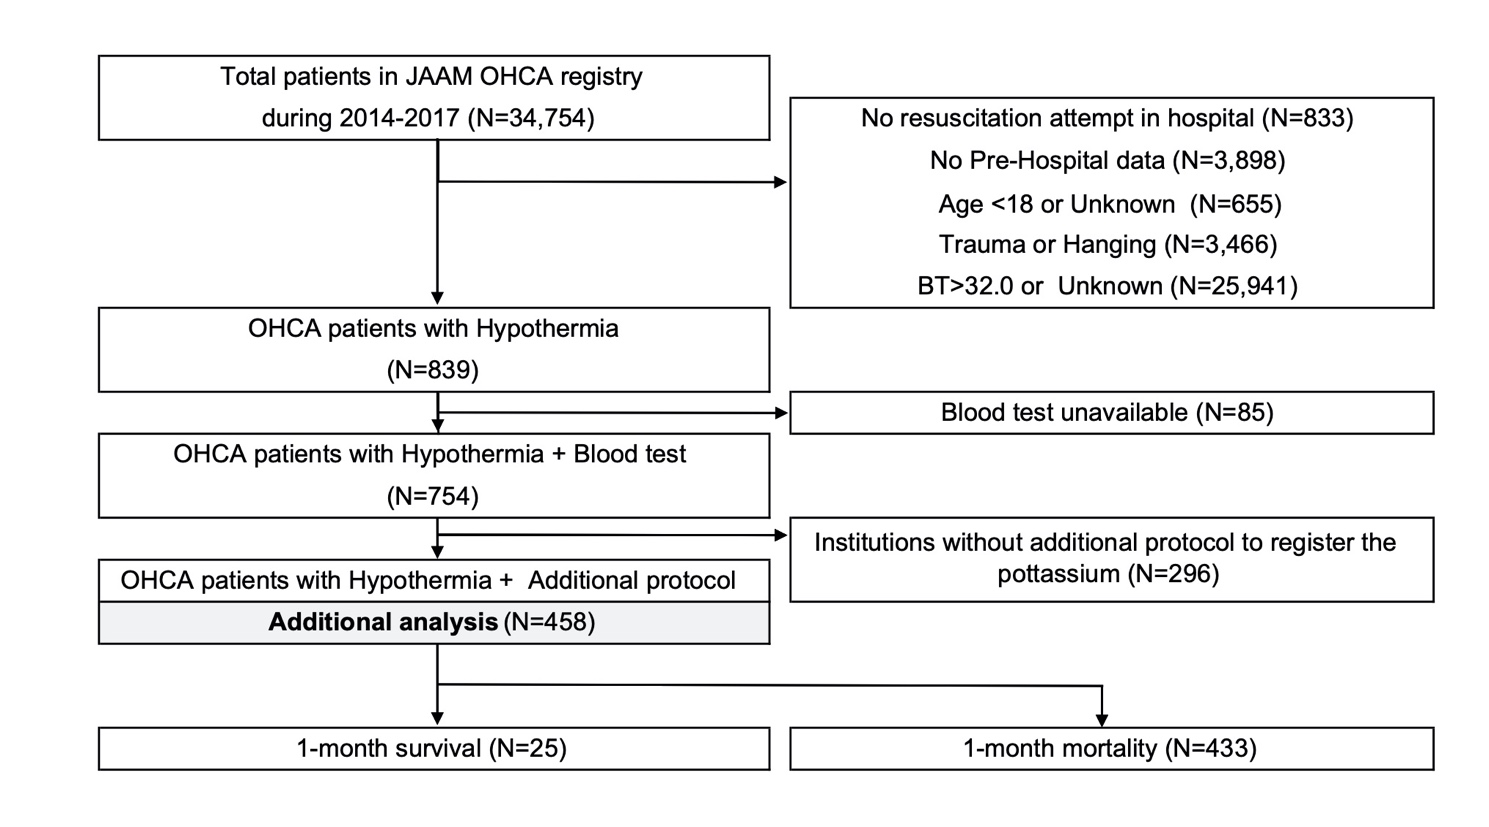 Total patients in JAAM OHCA registry
during 2014-2017 (N=34,754)
No resuscitation attempt in hospital (N=833)
No Pre-Hospital data (N=3,898)
Age <18 or Unknown (N=655)
Trauma or Hanging (N=3,466)
BT>32.0 or Unknown (N=25,941)
OHCA patients with Hypothermia
(N=839)
Blood test unavailable (N=85)
OHCA patients with Hypothermia + Blood test
(N=754)
Institutions without additional protocol to register the
pottassium (N=296)
OHCA patients with Hypothermia + Additional protocol
Additional analysis (N=458)
1-month survival (N=25)
1-month mortality (N=433)